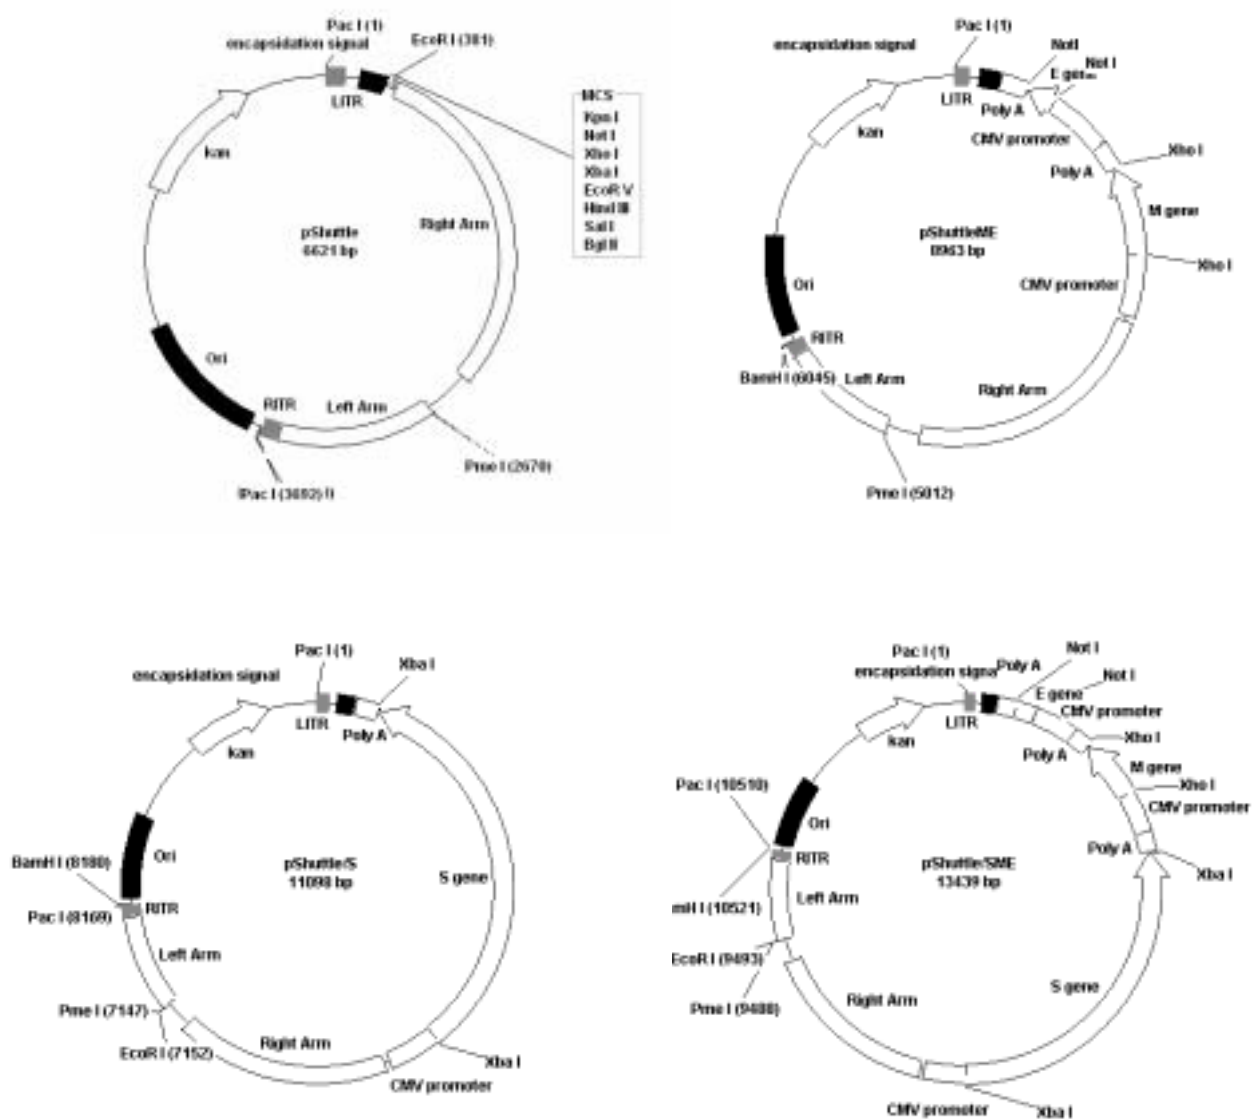 Pac I (1)
encapsidation signal
EcoR I (381)
LITR
MCS
Kpn I
Not I
Xho I
Xba I
EcoR V
Hind III
Sal I
Bgl II
kan
Right Arm
pShuttle
6621 bp
Ori
RITR
Left Arm
Pme I (2670)
Pac I
Pac I (1)
encapsidation signal
Not I
E gene
Not I
LITR
Poly A
kan
CMV promoter
Xho I
Poly A
M gene
pShuttleME
8963 bp
Xho I
Ori
CMV promoter
RITR
BamH I (6045)
Left Arm
Right Arm
Pme I (5012)
Pac I (1)
Xba I
encapsidation signal
LITR
Poly A
kan
BamH I (8180)
Ori
pShuttle/S
11098 bp
S gene
Pac I (8169)
RITR
Left Arm
Pme I (7147)
EcoR I (7152)
Right Arm
Xba I
CMV promoter
Pac I (1)
Poly A
Not I
encapsidation signa
E gene
Not I
LITR
CMV promoter
kan
Poly A
Xho I
M gene
Pac I (10510)
Xho I
CMV promoter
Ori
Poly A
RITR
pShuttle/SME
13439 bp
Xba I
mH I (10521)
Left Arm
EcoR I (9493)
S gene
Pme I (9488)
Right Arm
CMV promoter
Xba I